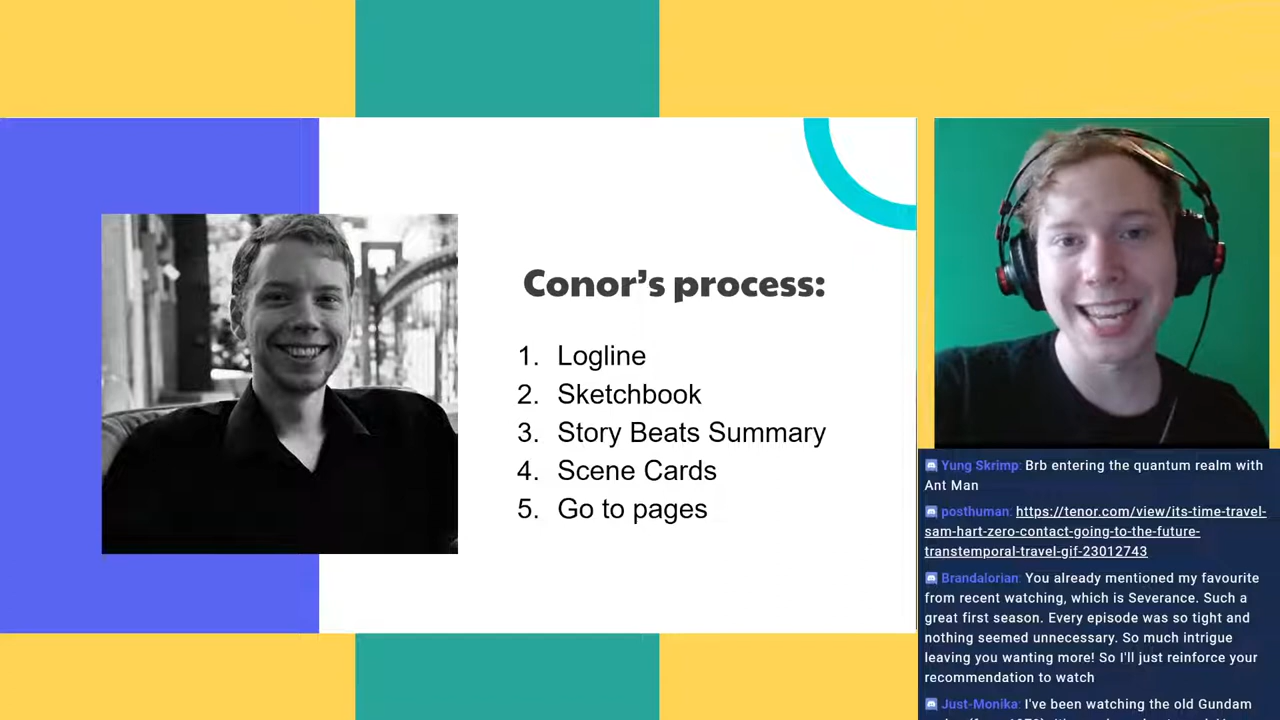 Conor's process:
1. Logline
2. Sketchbook
3. Story Beats Summary
4. Scene Cards
5. Go to pages
Yung Skrimp: Brb entering the quantum realm with
Ant Man
posthuman: https://tenor.com/view/its-time-travel-
sam-hart-zero-contact-going-to-the-future-
transtemporal-travel-gif-23012743
Brandalorian: You already mentioned my favourite
from recent watching, which is Severance. Such a
great first season. Every episode was so tight and
nothing seemed unnecessary. So much intrigue
leaving you wanting more! So I'll just reinforce your
recommendation to watch
Just-Monika: I've been watching the old Gundam